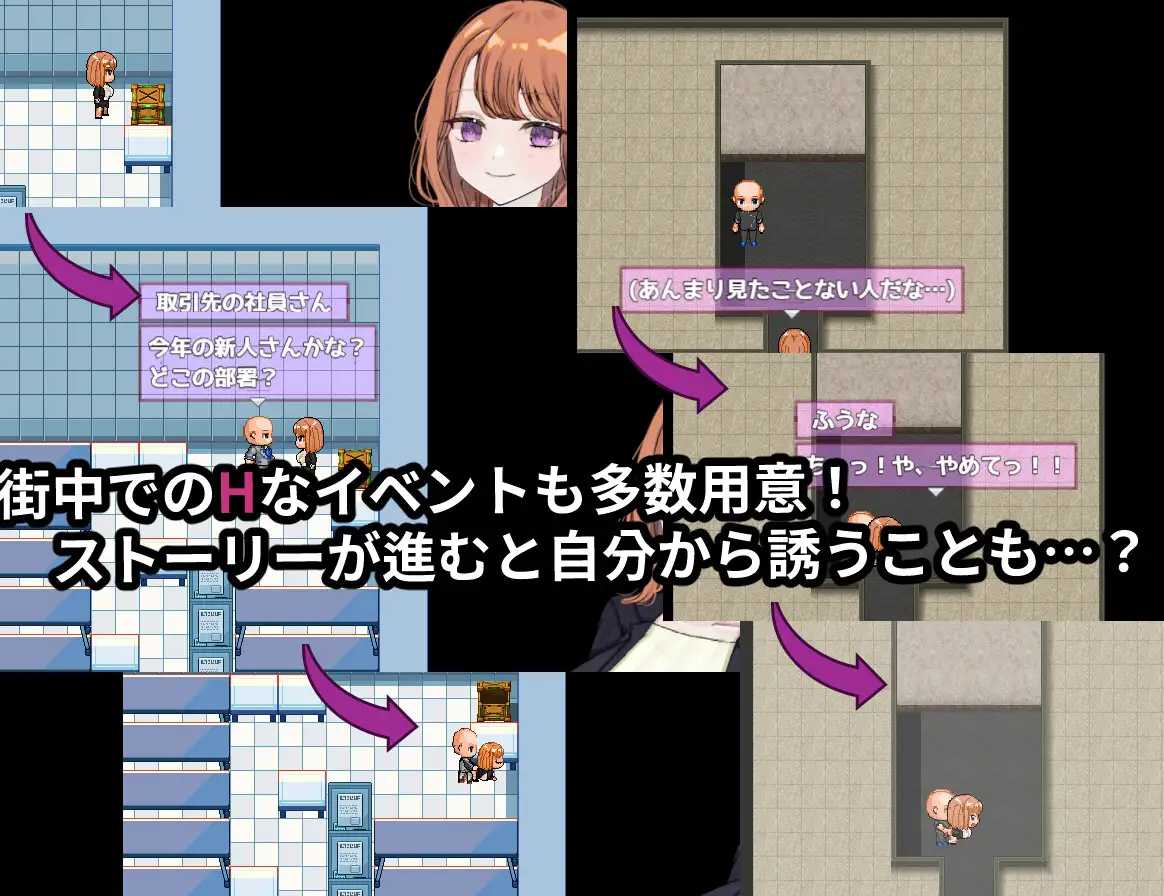 取引先の社員さん
今年の新人さんかな？
どこの部署？
(あんまり見たことない人だな…)
ふうな
っ！や、やめてっ！！
街中でのHなイベントも多数用意！
ストーリーが進むと自分から誘うことも…？